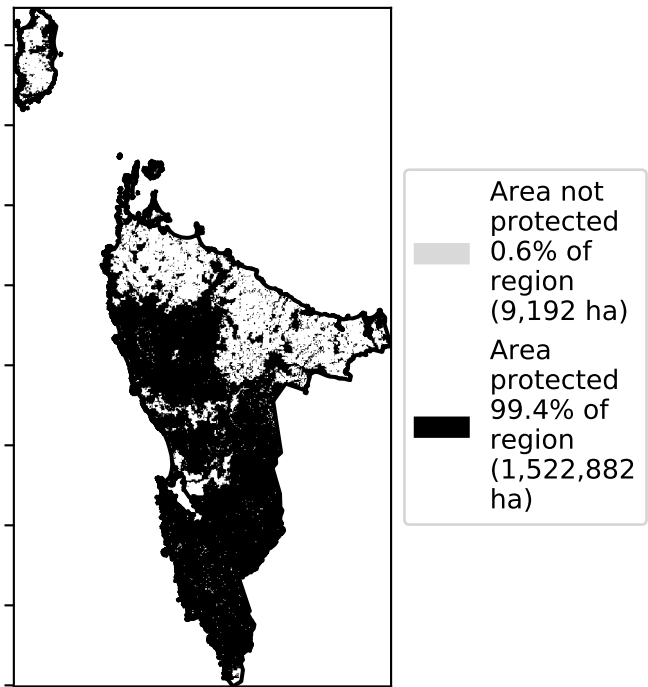 Area not
protected
0.6% of
region
(9,192 ha)
Area
protected
99.4% of
region
(1,522,882
ha)